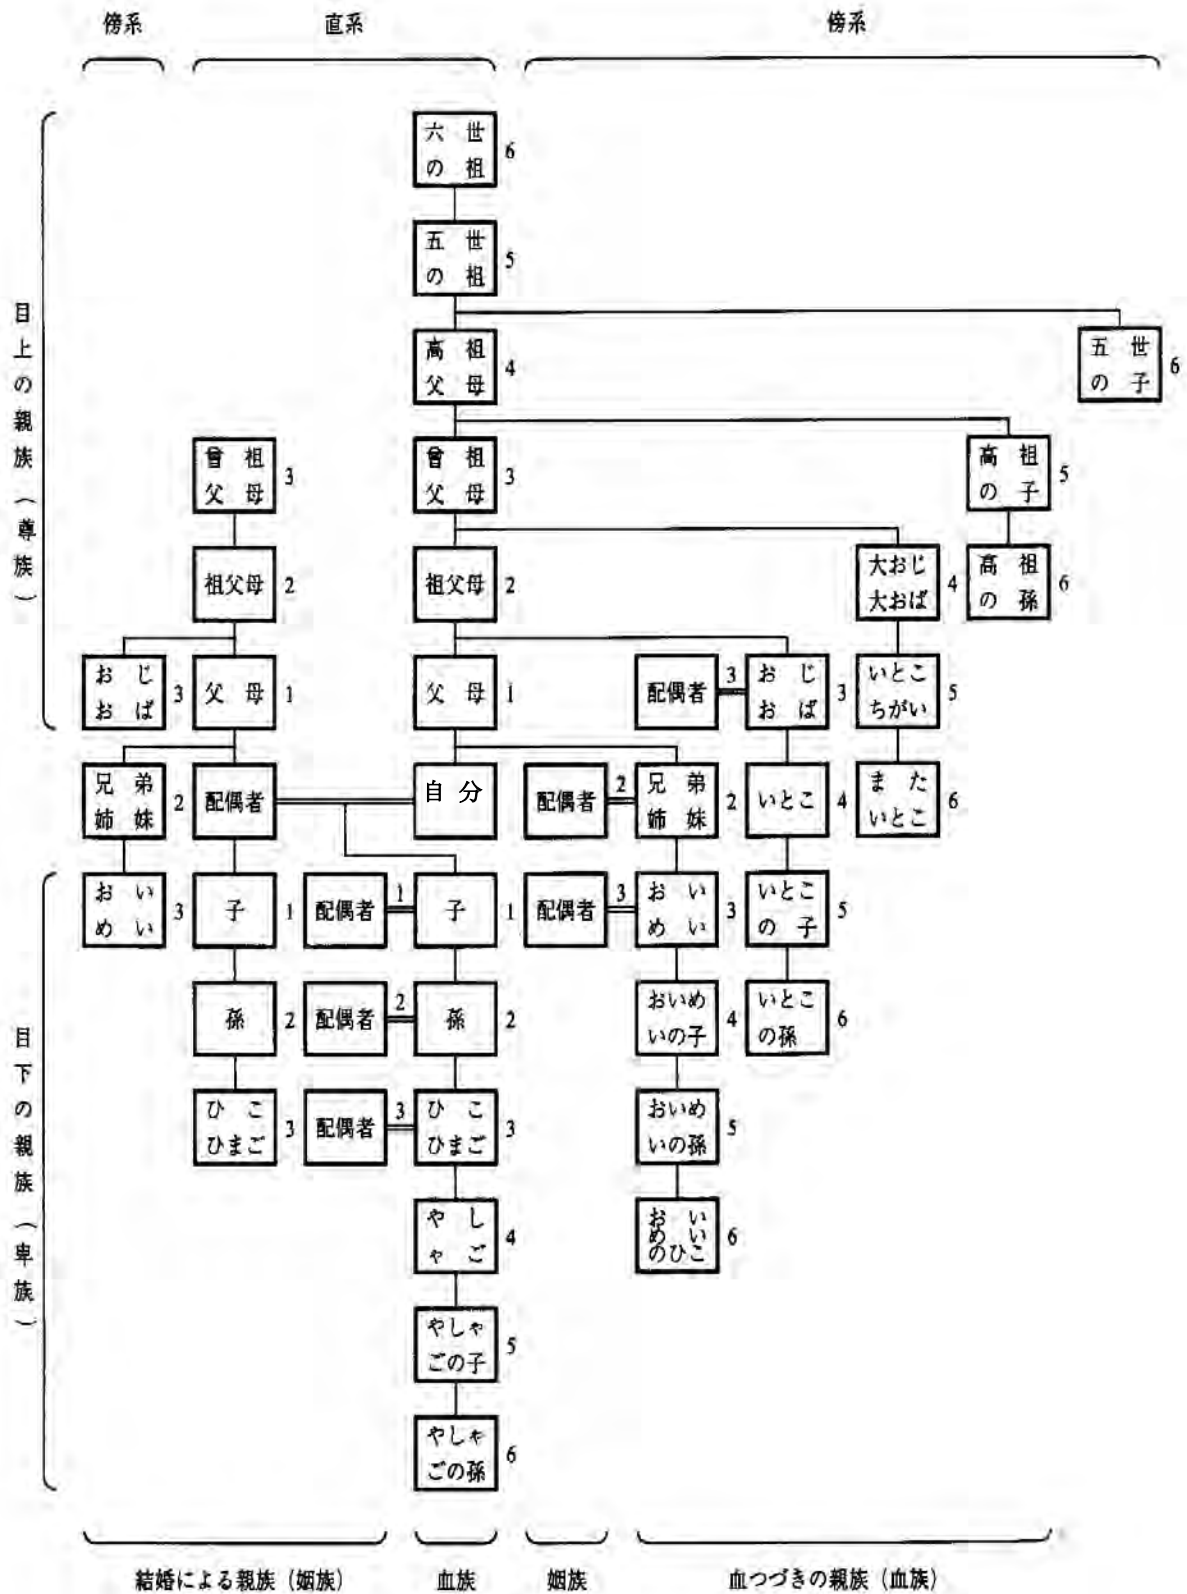 傍系
直系
傍系
六世
の祖
6
五世
の祖
5
高祖
父母
4
五世
の子
6
曾祖
父母
3
曾祖
父母
3
高祖
の子
5
祖父母
2
祖父母
2
大おじ
大おば
4
高祖
の孫
6
おじ
おば
3
父母
1
父母
1
配偶者
3
おじ
おば
3
いとこ
ちがい
5
兄弟
姉妹
2
配偶者
自分
配偶者
2
兄弟
姉妹
2
いとこ
4
また
いとこ
6
おい
めい
3
子
1
配偶者
1
子
1
配偶者
3
おい
めい
3
いとこ
の子
5
孫
2
配偶者
2
孫
2
おいめ
いの子
4
いとこ
の孫
6
ひこ
ひまご
3
配偶者
3
ひこ
ひまご
3
おいめ
いの孫
5
やし
ゃご
4
おい
めい
のひこ
6
やしゃ
ごの子
5
やしゃ
ごの孫
6
目上の親族(尊族)
目下の親族(卑族)
結婚による親族(姻族)
血族
姻族
血つづきの親族(血族)